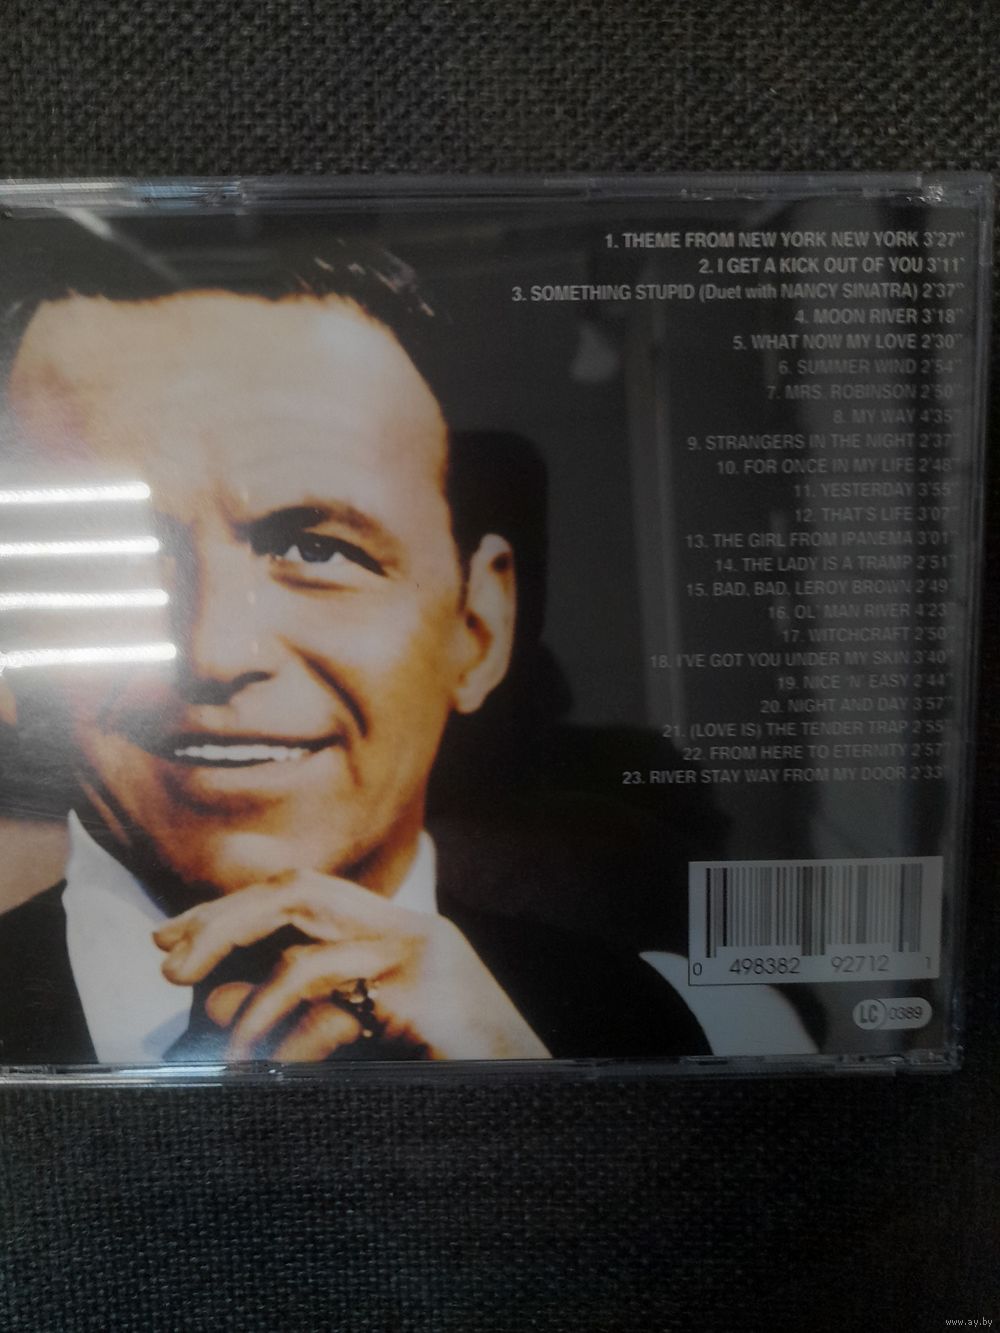 1. THEME FROM NEW YORK NEW YORK 3'27"
2. I GET A KICK OUT OF YOU 3'11'
3. SOMETHING STUPID (Duet with NANCY SINATRA) 2'37"
4. MOON RIVER 3'18"
5. WHAT NOW MY LOVE 2'30"
6. SUMMER WIND 2'54"
7. MRS. ROBINSON 2'50"
8. MY WAY 4'35"
9. STRANGERS IN THE NIGHT 2'37"
10. FOR ONCE IN MY LIFE 2'48"
11. YESTERDAY 3'55"
12. THAT'S LIFE 3'07"
13. THE GIRL FROM IPANEMA 3'01"
14. THE LADY IS A TRAMP 2'51"
15. BAD, BAD, LEROY BROWN 2'49"
16. OL' MAN RIVER 4'23"
17. WITCHCRAFT 2'50"
18. I'VE GOT YOU UNDER MY SKIN 3'40"
19. NICE 'N' EASY 2'44"
20. NIGHT AND DAY 3'57"
21. (LOVE IS) THE TENDER TRAP 2'55"
22. FROM HERE TO ETERNITY 2'57"
23. RIVER STAY WAY FROM MY DOOR 2'33"
0 498382 92712 1
LC 0389
www.ay.by